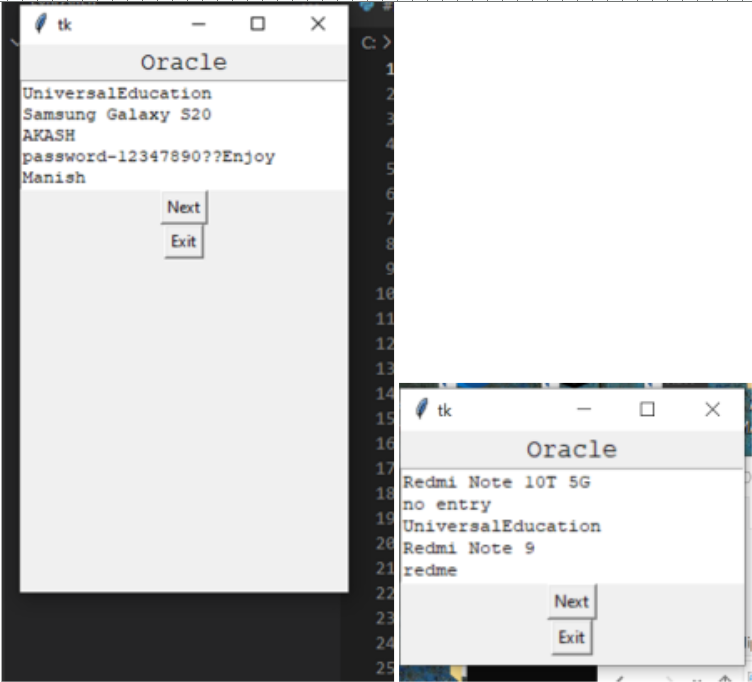 tk
Oracle
UniversalEducation
Samsung Galaxy S20
AKASH
password-12347890??Enjoy
Manish
Next
Exit
C:
1
2
3
4
5
6
7
8
9
10
11
12
13
14
15
16
17
18
19
20
21
22
23
24
25
tk
Oracle
Redmi Note 10T 5G
no entry
UniversalEducation
Redmi Note 9
redme
Next
Exit